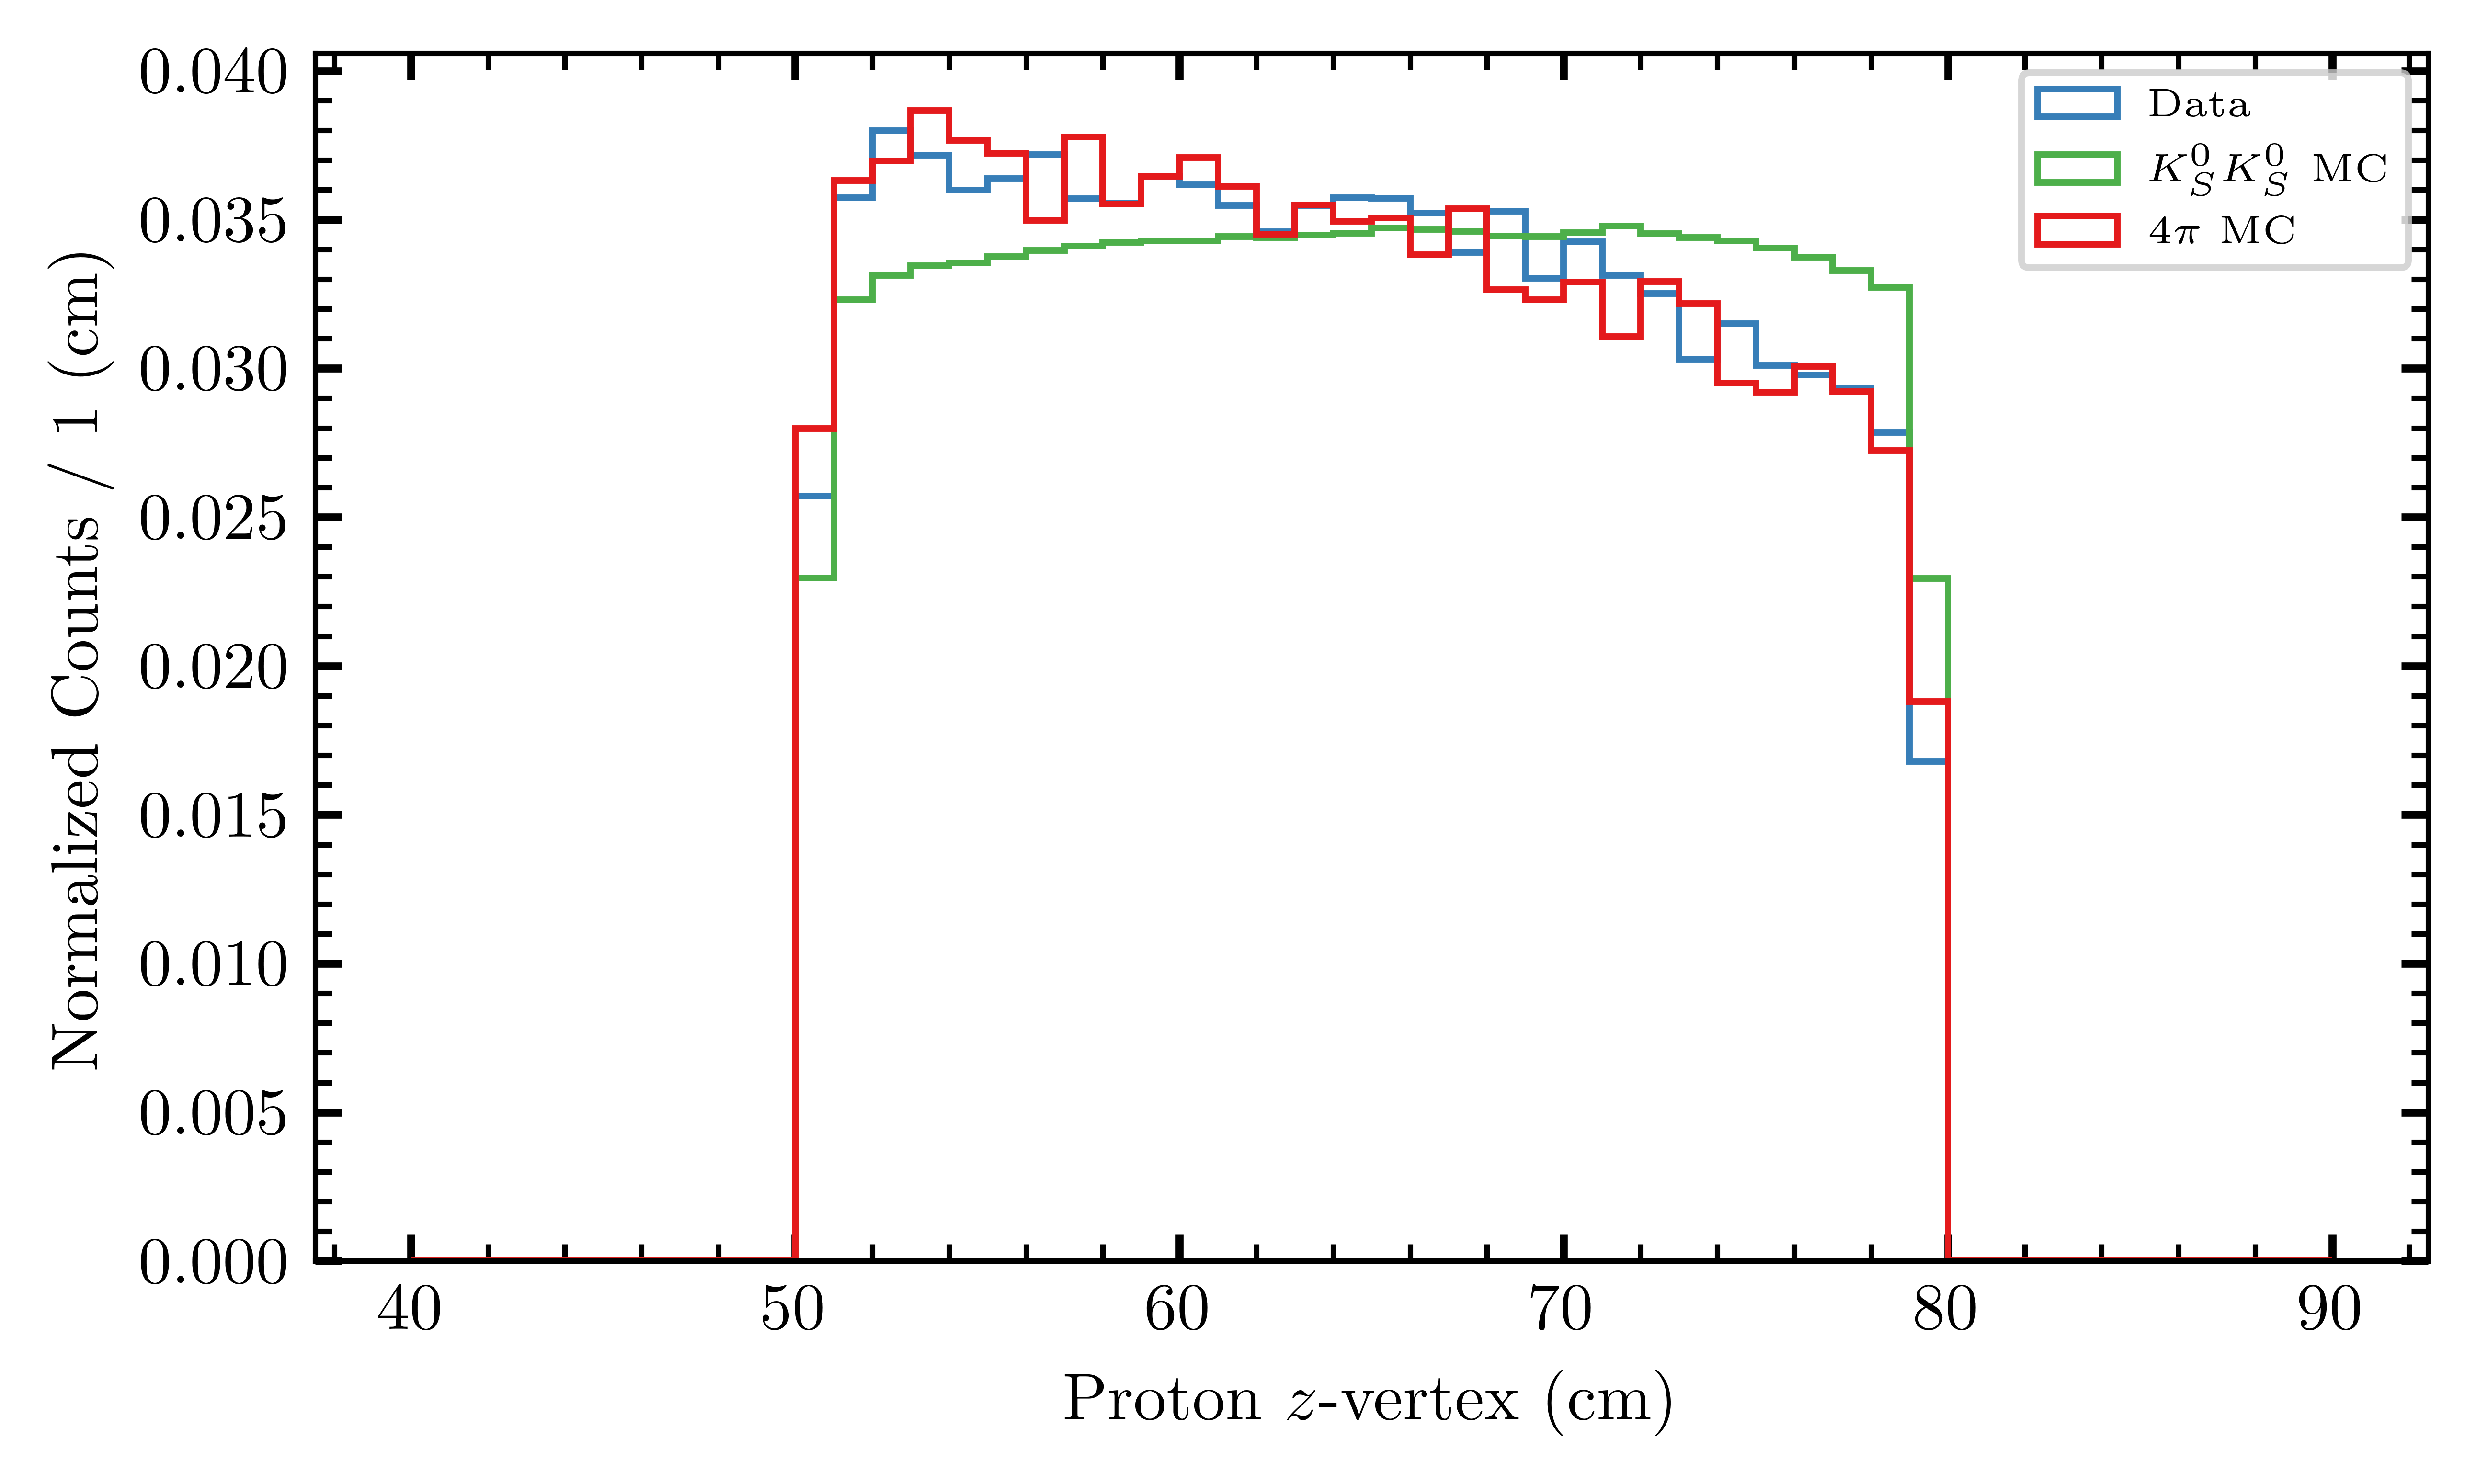 Normalized Counts / 1 (cm)
0.040
0.035
0.030
0.025
0.020
0.015
0.010
0.005
0.000
Data
K⁰_S K⁰_S MC
4π MC
40 50 60 70 80 90
Proton z-vertex (cm)